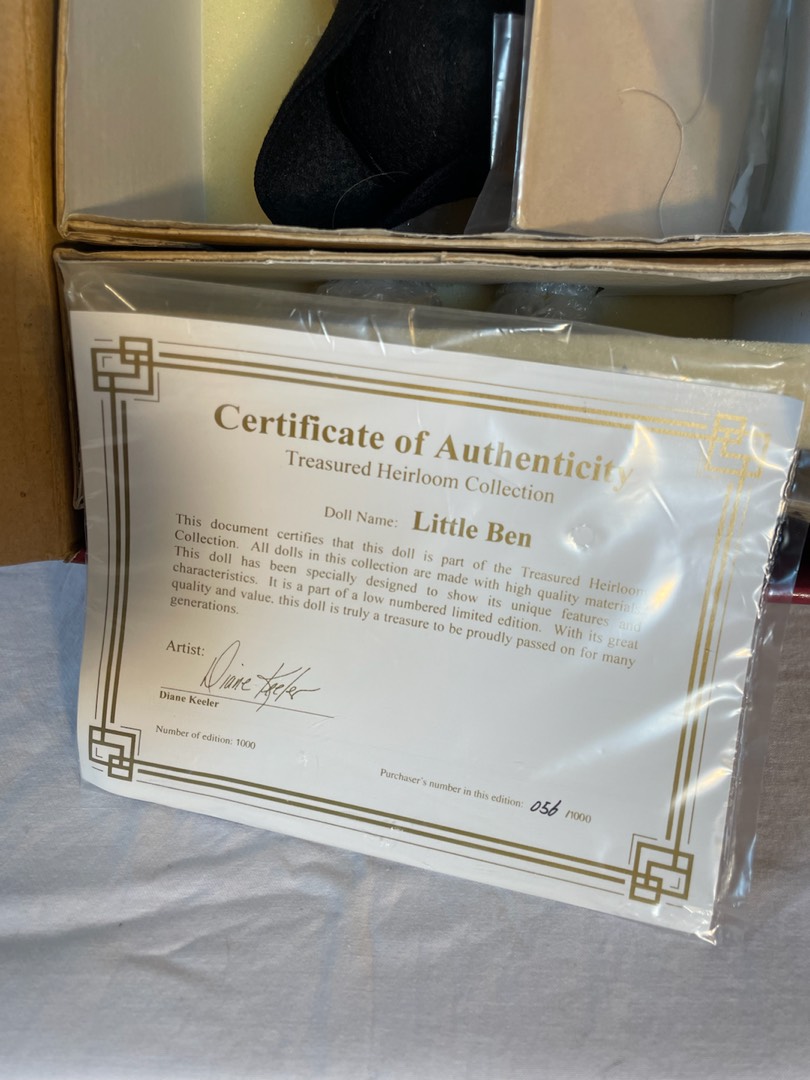 Certificate of Authenticity
Treasured Heirloom Collection
Doll Name: Little Ben
This document certifies that this doll is part of the Treasured Heirloom
Collection. All dolls in this collection are made with high quality materials.
This doll has been specially designed to show its unique features and
characteristics. It is a part of a low numbered limited edition. With its great
quality and value, this doll is truly a treasure to be proudly passed on for many
generations.
Artist: Diane Keeler
Diane Keeler
Number of edition: 1000
Purchaser's number in this edition: 056 /1000